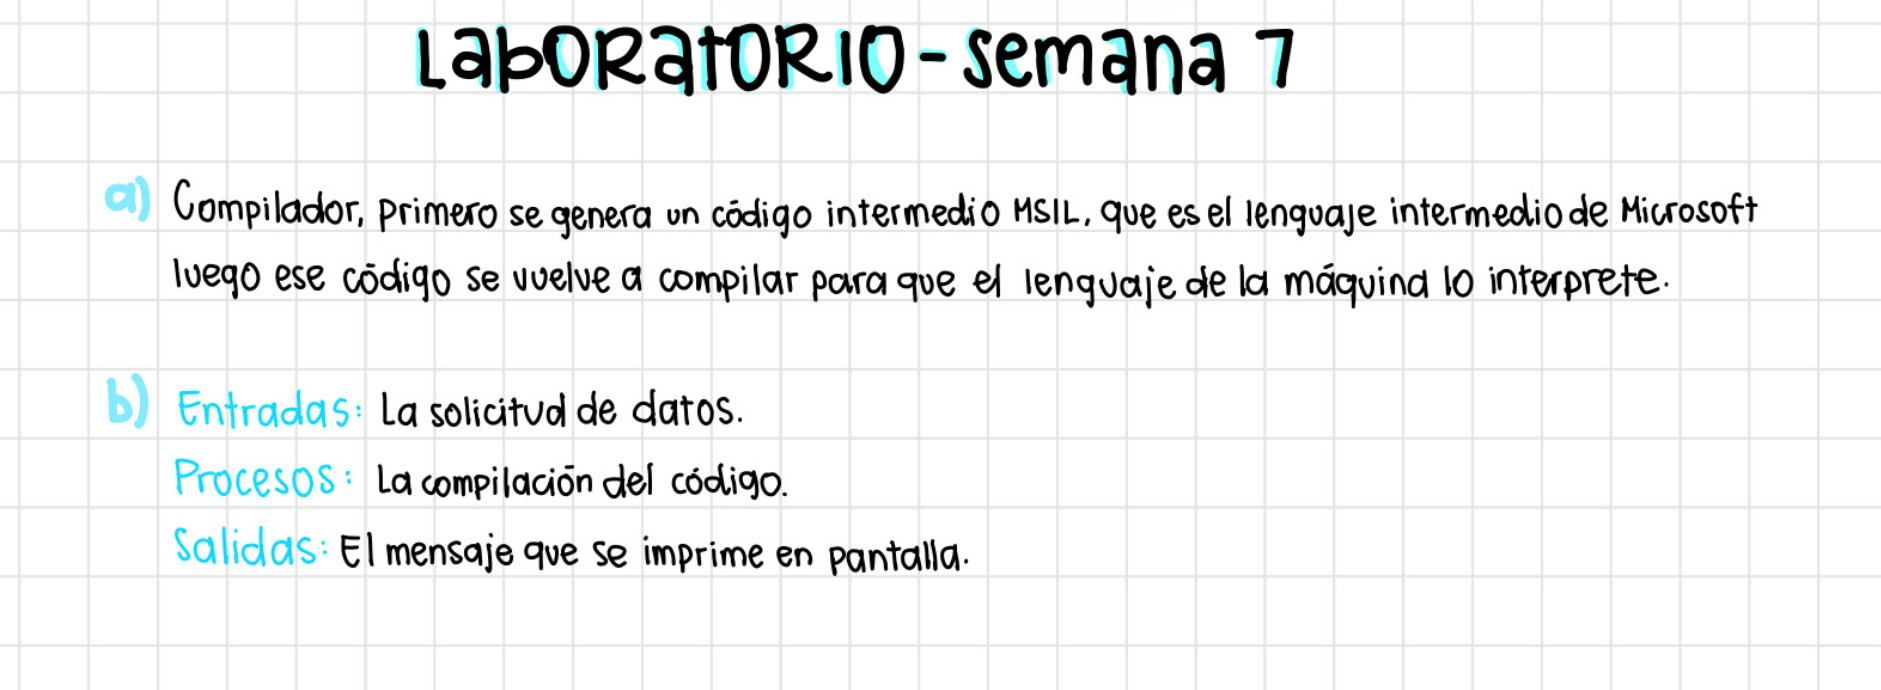 LabORatORIO - semana 7
a) Compilador, primero se genera un código intermedio MSIL, que es el lenguaje intermedio de Microsoft
luego ese código se vuelve a compilar para que el lenguaje de la máquina lo interprete.
b) Entradas: La solicitud de datos.
Procesos: La compilación del código.
Salidas: El mensaje que se imprime en pantalla.